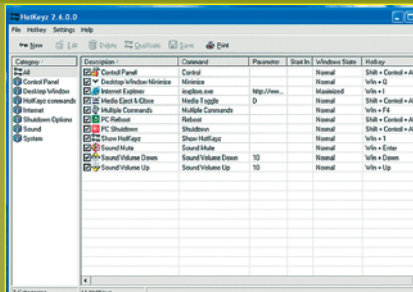 HotKeyz 2.6.0.0
File Hotkey Settings Help
New Edit Delete Duplicate Save Print
Category Description Command Parameter Start In Windows State Hotkey
All
Control Panel
Desktop Window
HotKeyz commands
Internet
Shutdown Options
Sound
System
Control Panel Control Normal Shift + Control + A
Desktop Window Minimize Minimize Normal Win + Q
Internet Explorer iexplore.exe http://ww... Maximized Win + I
Media Eject & Close Media Toggle D Normal Shift + Control + A
Multiple Commands Multiple Commands Normal Win + F4
PC Reboot Reboot Normal Shift + Control + A
PC Shutdown Shutdown Normal Shift + Control + A
Show HotKeyz Show HotKeyz Normal Win + 1
Sound Mute Sound Mute Normal Win + Enter
Sound Volume Down Sound Volume Down 10 Normal Win + Down
Sound Volume Up Sound Volume Up 10 Normal Win + Up